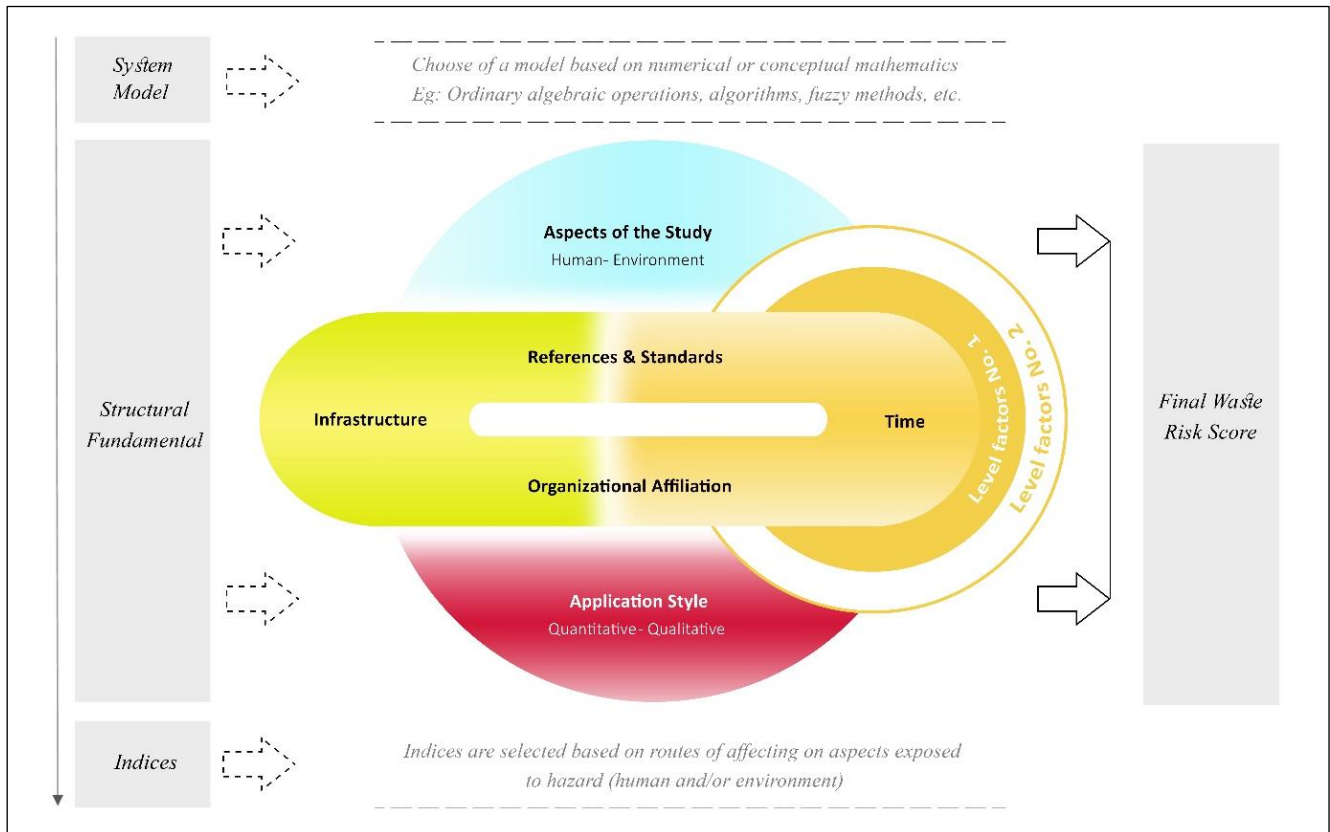 System
Model
Choose of a model based on numerical or conceptual mathematics
Eg: Ordinary algebraic operations, algorithms, fuzzy methods, etc.
Aspects of the Study
Human- Environment
References & Standards
Structural
Fundamental
Infrastructure
Time
Level factors No. 1
Level factors No. 2
Final Waste
Risk Score
Organizational Affiliation
Application Style
Quantitative - Qualitative
Indices
Indices are selected based on routes of affecting on aspects exposed
to hazard (human and/or environment)